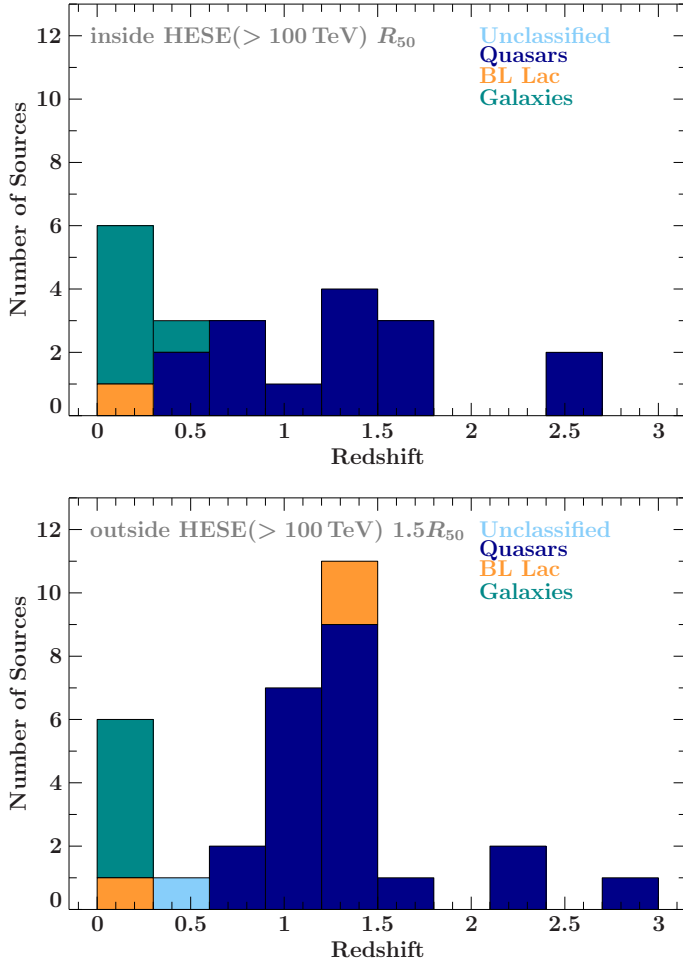 inside HESE(> 100 TeV) R50
Unclassified
Quasars
BL Lac
Galaxies
Number of Sources
12
10
8
6
4
2
0
0 0.5 1 1.5 2 2.5 3
Redshift
outside HESE(> 100 TeV) 1.5R50
Unclassified
Quasars
BL Lac
Galaxies
Number of Sources
12
10
8
6
4
2
0
0 0.5 1 1.5 2 2.5 3
Redshift